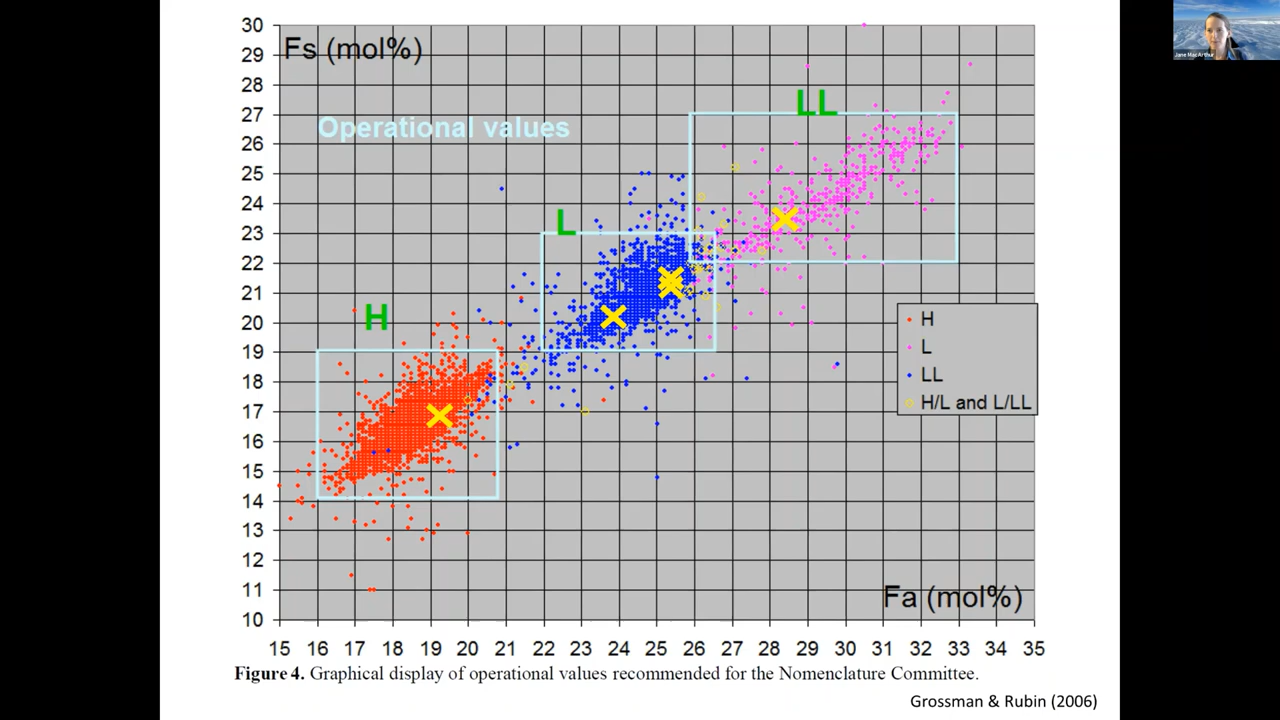 Jane MacArthur
Fs (mol%)
30
29
28
27
26
25
24
23
22
21
20
19
18
17
16
15
14
13
12
11
10
Operational values
LL
L
H
H
L
LL
H/L and L/LL
Fa (mol%)
15 16 17 18 19 20 21 22 23 24 25 26 27 28 29 30 31 32 33 35
Figure 4. Graphical display of operational values recommended for the Nomenclature Committee.
Grossman & Rubin (2006)